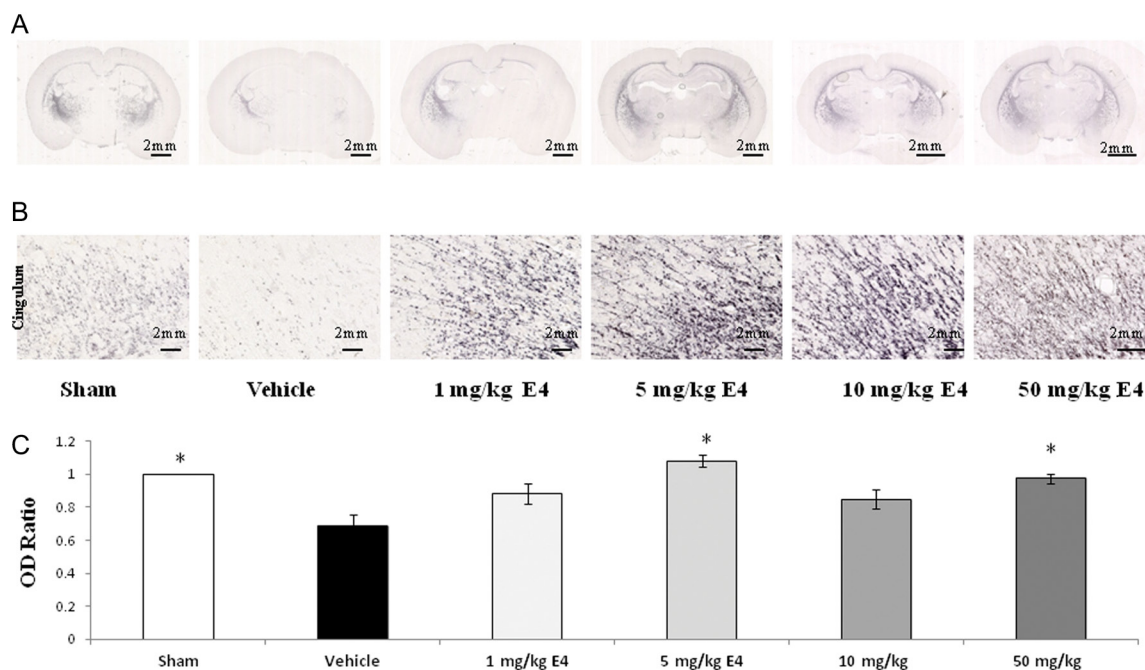 A
2mm 2mm 2mm 2mm 2mm 2mm
B
Cingulum
2mm 2mm 2mm 2mm 2mm 2mm
Sham Vehicle 1 mg/kg E4 5 mg/kg E4 10 mg/kg E4 50 mg/kg E4
C
OD Ratio
1.2
1
0.8
0.6
0.4
0.2
0
* * *
Sham Vehicle 1 mg/kg E4 5 mg/kg E4 10 mg/kg 50 mg/kg